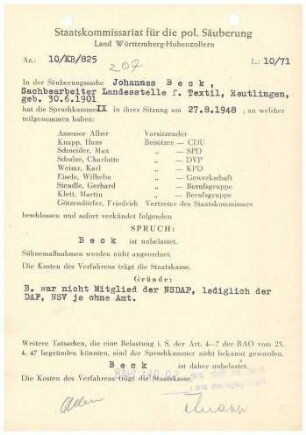 Staatskommissariat für die pol. Säuberung
Land Württemberg-Hohenzollern
Az.: 10/KB/825 L: 10/71
207
In der Säuberungssache Johannes Beck,
Sachbearbeiter Landesstelle f. Textil, Reutlingen,
geb. 30.6.1901
hat die Spruchkammer IX in ihrer Sitzung am 27.8.1948, an welcher
teilgenommen haben:
Assessor Alber Vorsitzender
Knapp, Hans Beisitzer — CDU
Schneider, Max „ — SPD
Schulze, Charlotte „ — DVP
Weimar, Karl „ — KPD
Eisele, Wilhelm „ — Gewerkschaft
Steudle, Gerhard „ — Berufsgruppe
Klett, Martin „ — Berufsgruppe
Götzendörfer, Friedrich Vertreter des Staatskommissars
beschlossen und sofort verkündet folgenden
SPRUCH:
Beck ist unbelastet.
Sühnemaßnahmen werden nicht angeordnet.
Die Kosten des Verfahrens trägt die Staatskasse.
Gründe:
B. war nicht Mitglied der NSDAP, lediglich der
DAF, NSV je ohne Amt.
Weitere Tatsachen, die eine Belastung i. S. der Art. 4—7 der RAO vom 25.
4. 47 begründen könnten, sind der Spruchkammer nicht bekannt geworden.
Beck ist daher unbelastet.
Die Kosten des Verfahrens trägt die Staatskasse.
Alber Knapp